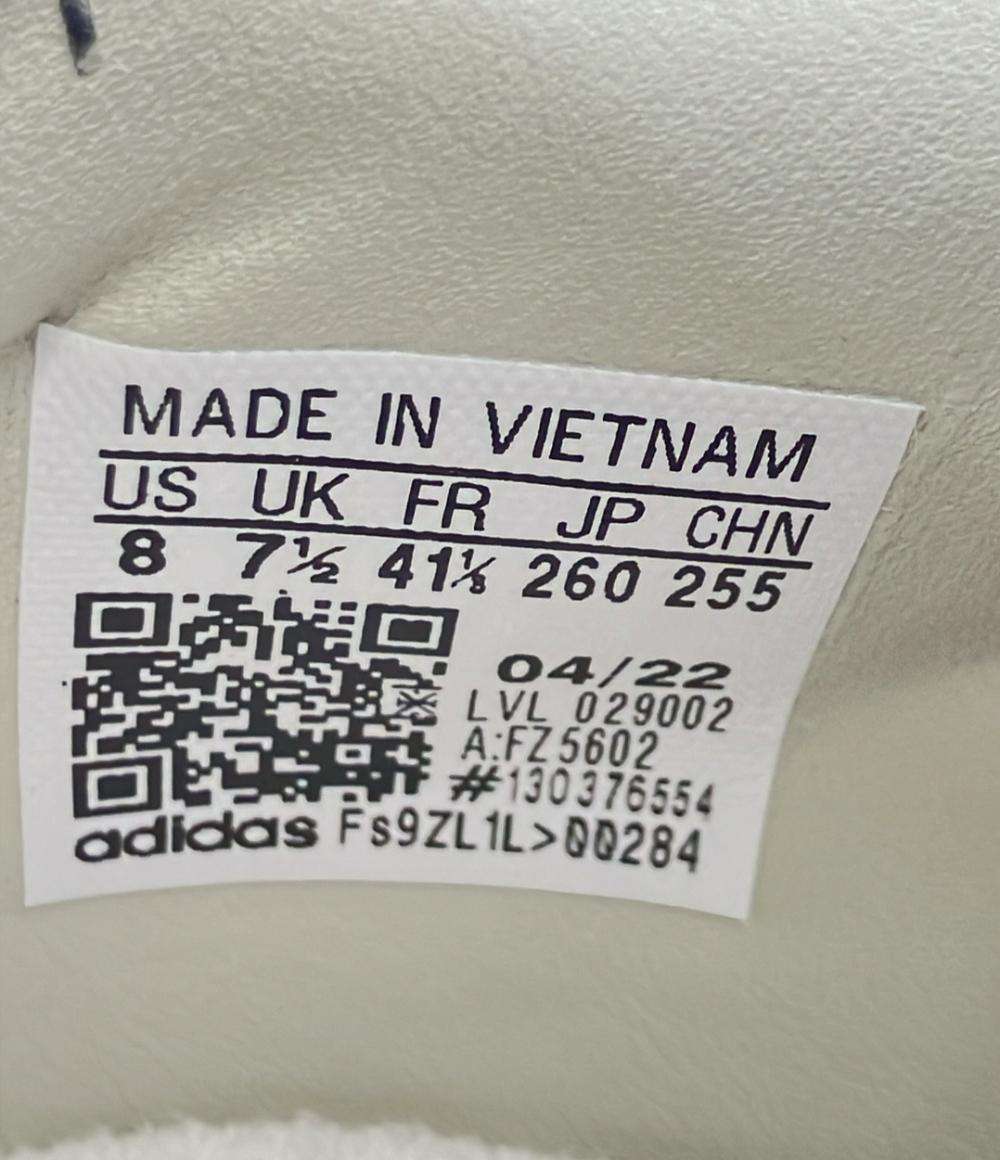 MADE IN VIETNAM
US UK FR JP CHN
8 7½ 41⅓ 260 255
04/22
LVL 029002
A:FZ5602
#130376554
adidas Fs9ZL1L>00284